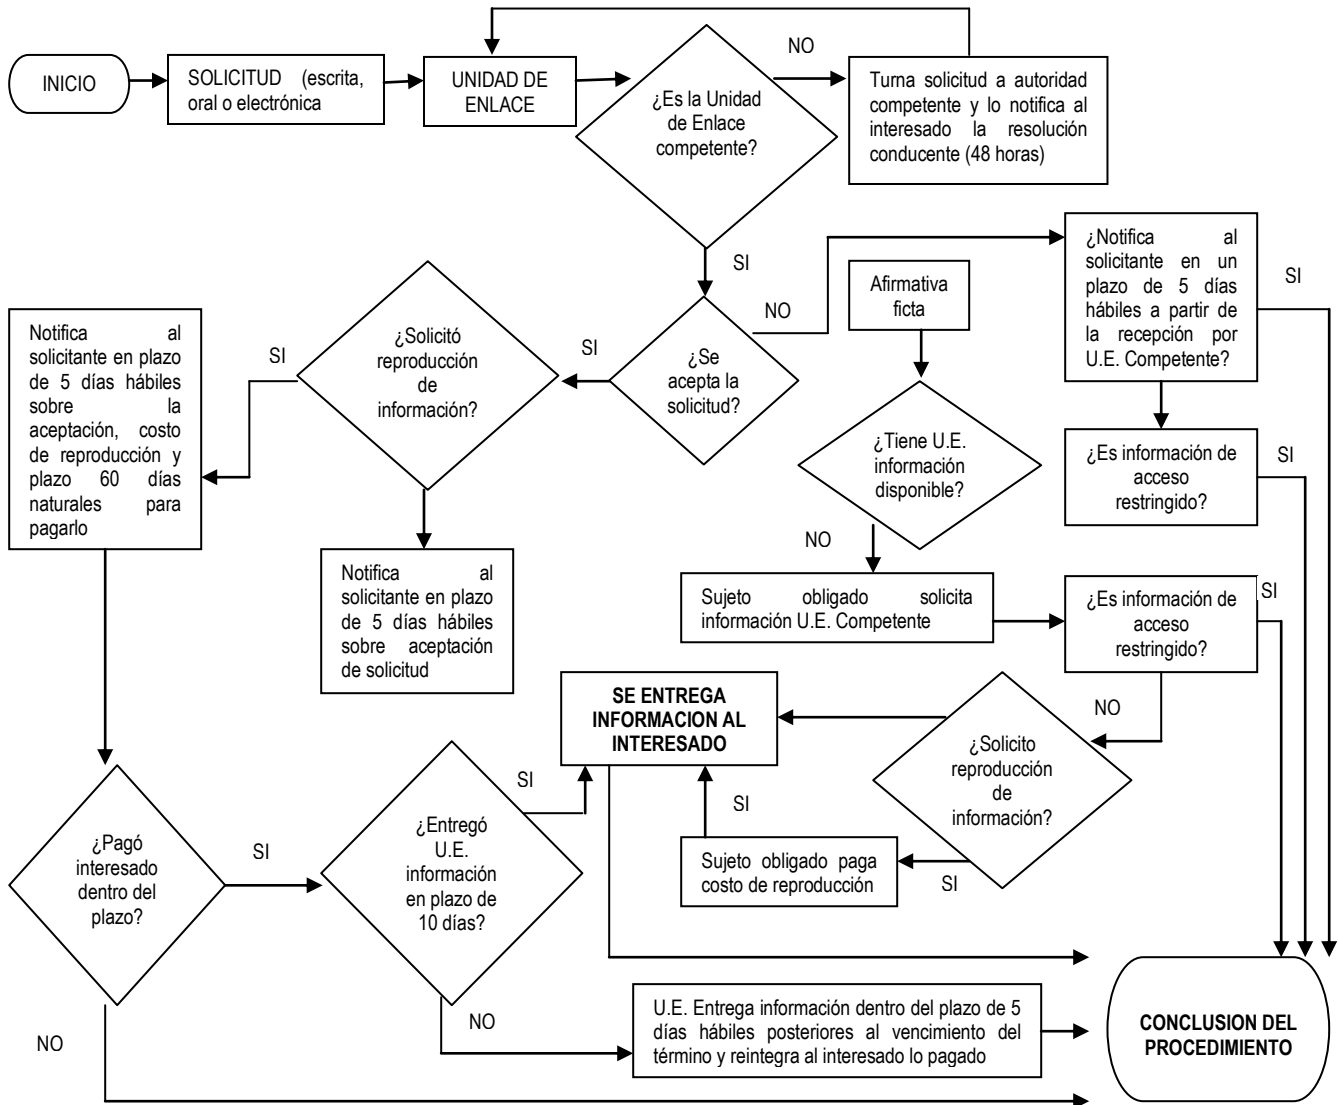 INICIO
SOLICITUD (escrita,
oral o electrónica
UNIDAD DE
ENLACE
¿Es la Unidad
de Enlace
competente?
NO
Turna solicitud a autoridad
competente y lo notifica al
interesado la resolución
conducente (48 horas)
SI
¿Se
acepta la
solicitud?
NO
¿Notifica al
solicitante en un
plazo de 5 días
hábiles a partir de
la recepción por
U.E. Competente?
SI
Afirmativa
ficta
SI
¿Solicitó
reproducción
de
información?
SI
Notifica al
solicitante en plazo
de 5 días hábiles
sobre la
aceptación, costo
de reproducción y
plazo 60 días
naturales para
pagarlo
¿Tiene U.E.
información
disponible?
¿Es información de
acceso
restringido?
SI
NO
Notifica al
solicitante en plazo
de 5 días hábiles
sobre aceptación
de solicitud
Sujeto obligado solicita
información U.E. Competente
¿Es información de
acceso
restringido?
SI
NO
SE ENTREGA
INFORMACION AL
INTERESADO
¿Solicito
reproducción
de
información?
SI
Sujeto obligado paga
costo de reproducción
SI
¿Pagó
interesado
dentro del
plazo?
SI
¿Entregó
U.E.
información
en plazo de
10 días?
SI
NO
U.E. Entrega información dentro del plazo de 5
días hábiles posteriores al vencimiento del
término y reintegra al interesado lo pagado
NO
CONCLUSION DEL
PROCEDIMIENTO